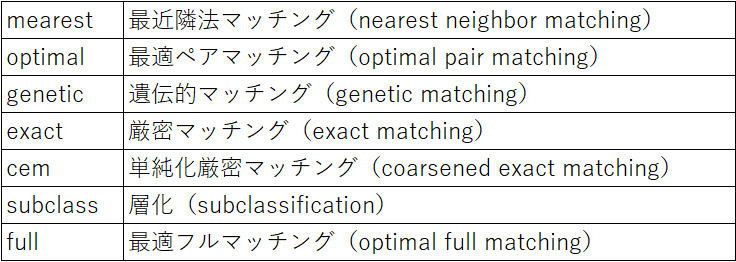 mearest 最近隣法マッチング（nearest neighbor matching）
optimal 最適ペアマッチング（optimal pair matching）
genetic 遺伝的マッチング（genetic matching）
exact 厳密マッチング（exact matching）
cem 単純化厳密マッチング（coarsened exact matching）
subclass 層化（subclassification）
full 最適フルマッチング（optimal full matching）